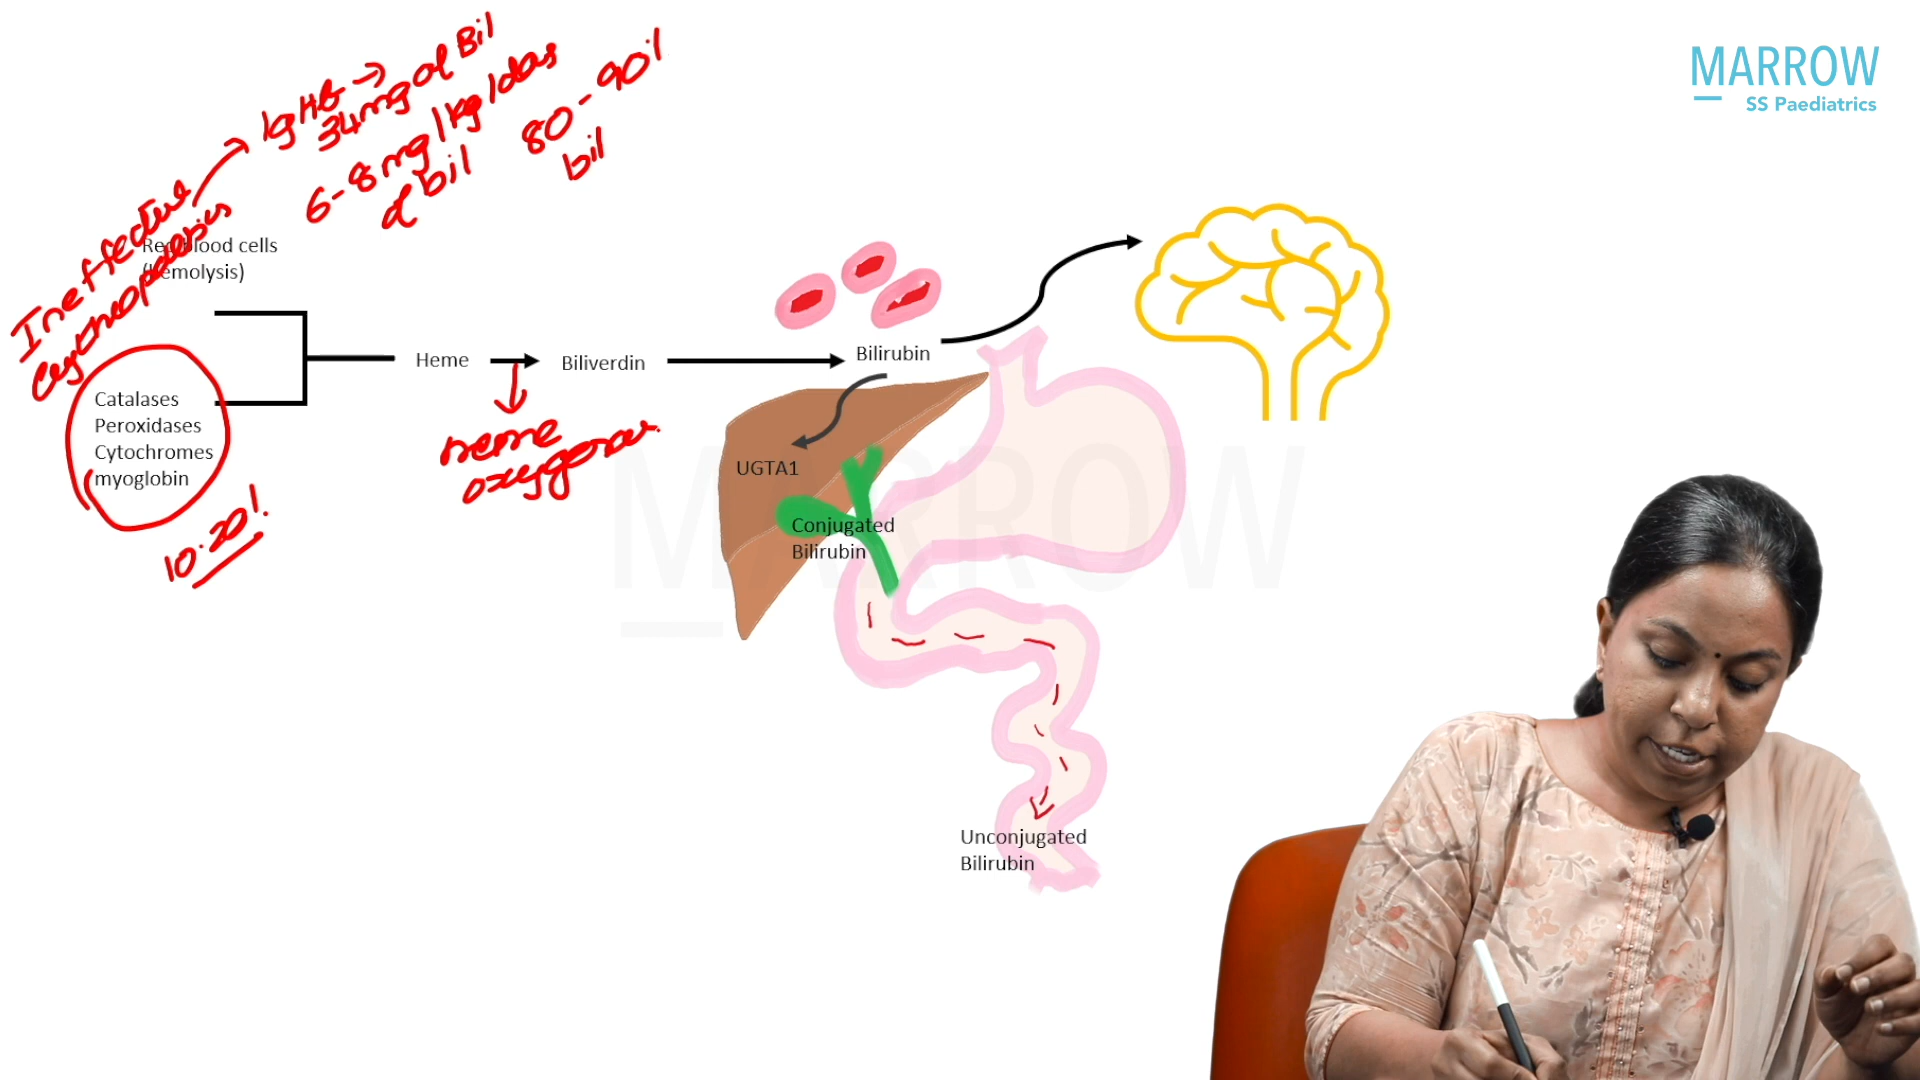 MARROW
SS Paediatrics
1g Hb →
34mg of Bil
6-8 mg/kg/day
of bil
80-90%
bil
Ineffective
Erythropoiesis
Red blood cells
(Hemolysis)
Heme
Biliverdin
Bilirubin
heme
oxygenase
Catalases
Peroxidases
Cytochromes
myoglobin
10-20%
UGTA1
Conjugated
Bilirubin
MARROW
Unconjugated
Bilirubin